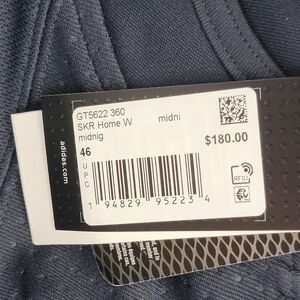 GT5622 360
SKR Home W midni
midnig
46
$180.00
UPC
1 94829 95223 4
RFID
adidas.com